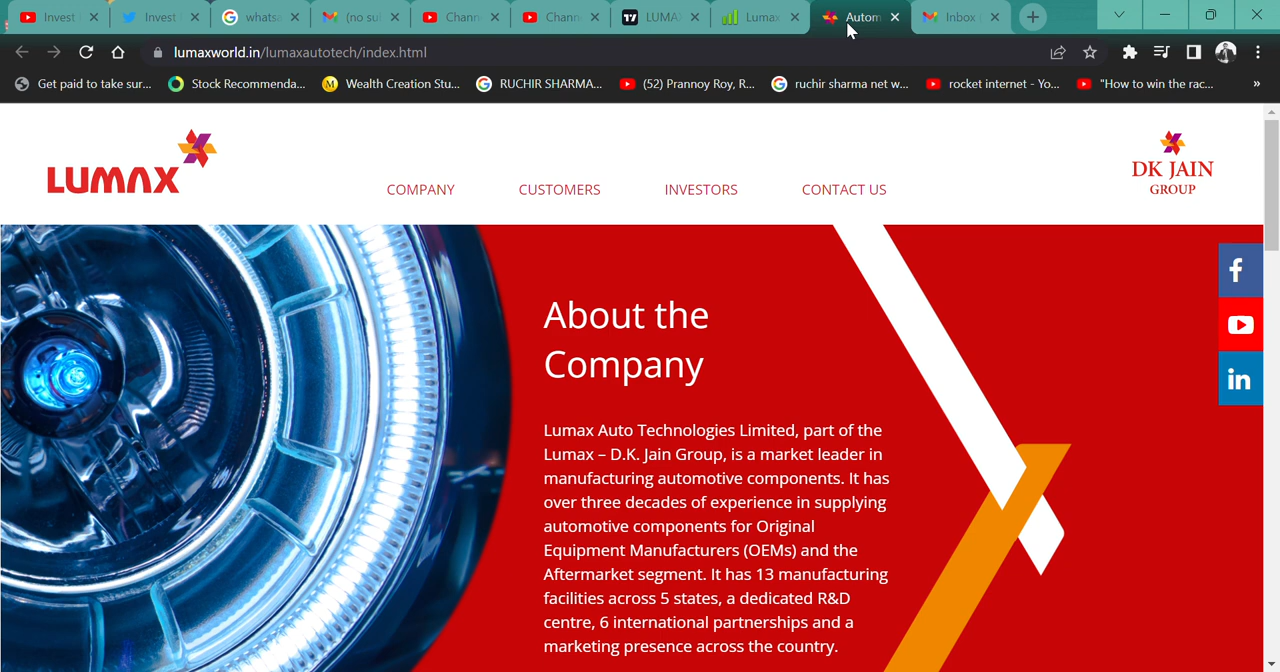 Invest
Invest
whats
(no su
Chann
Chann
LUMA
Lumax
Autom
Inbox
lumaxworld.in/lumaxautotech/index.html
Get paid to take sur...
Stock Recommenda...
Wealth Creation Stu...
RUCHIR SHARMA...
(52) Prannoy Roy, R...
ruchir sharma net w...
rocket internet - Yo...
"How to win the rac...
»
LUMAX
COMPANY
CUSTOMERS
INVESTORS
CONTACT US
DK JAIN
GROUP
About the
Company
Lumax Auto Technologies Limited, part of the
Lumax – D.K. Jain Group, is a market leader in
manufacturing automotive components. It has
over three decades of experience in supplying
automotive components for Original
Equipment Manufacturers (OEMs) and the
Aftermarket segment. It has 13 manufacturing
facilities across 5 states, a dedicated R&D
centre, 6 international partnerships and a
marketing presence across the country.